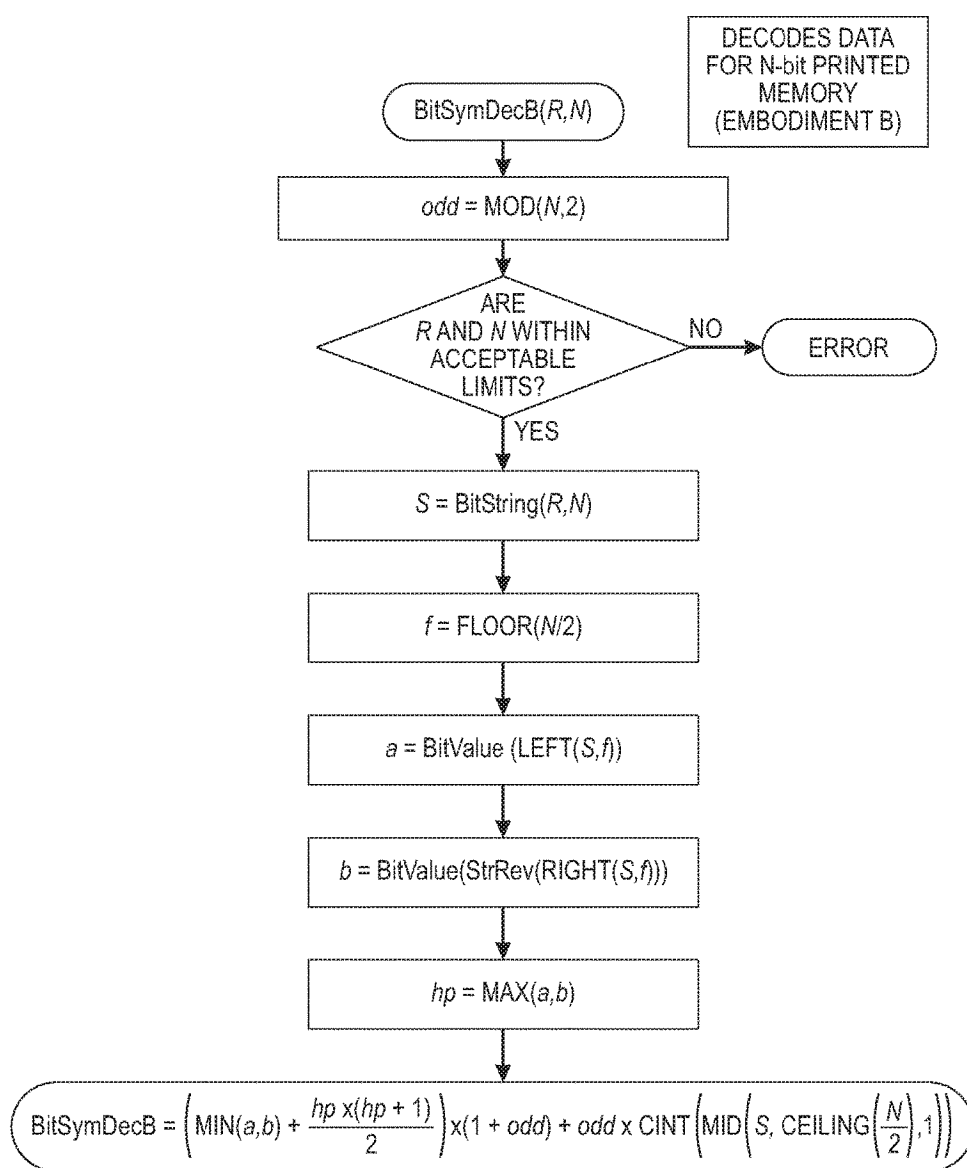 DECODES DATA
FOR N-bit PRINTED
MEMORY
(EMBODIMENT B)
BitSymDecB(R,N)
odd = MOD(N,2)
ARE
R AND N WITHIN
ACCEPTABLE
LIMITS?
NO
ERROR
YES
S = BitString(R,N)
f = FLOOR(N/2)
a = BitValue (LEFT(S,f))
b = BitValue(StrRev(RIGHT(S,f)))
hp = MAX(a,b)
BitSymDecB = (MIN(a,b) + hp x(hp + 1)/2) x(1 + odd) + odd x CINT(MID(S, CEILING(N/2),1))